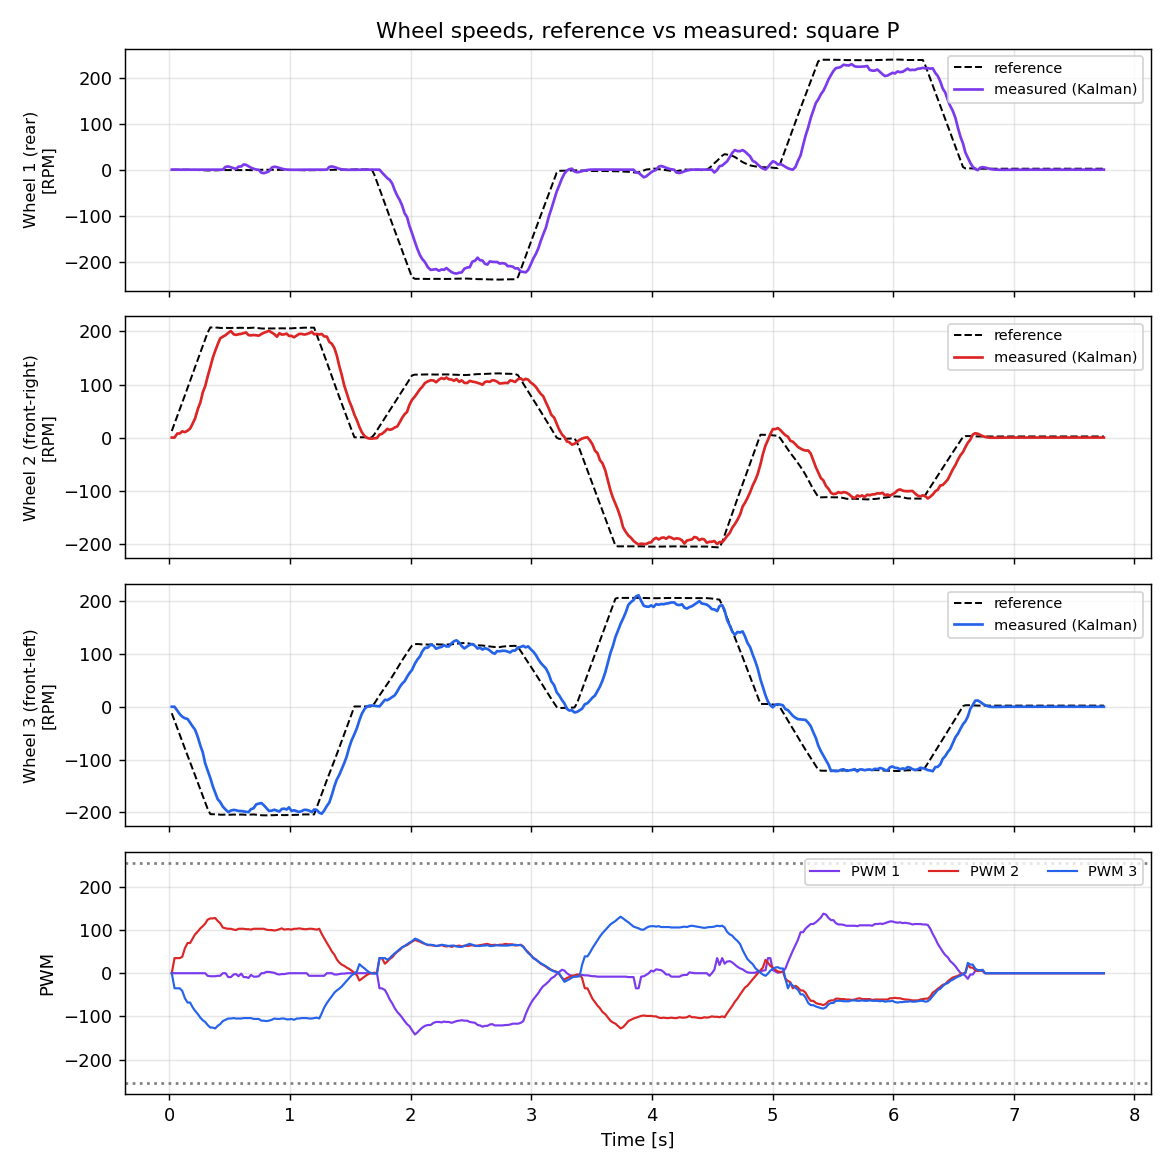 Wheel speeds, reference vs measured: square P
Wheel 1 (rear)
[RPM]
200
100
0
−100
−200
reference
measured (Kalman)
Wheel 2 (front-right)
[RPM]
200
100
0
−100
−200
reference
measured (Kalman)
Wheel 3 (front-left)
[RPM]
200
100
0
−100
−200
reference
measured (Kalman)
PWM
200
100
0
−100
−200
PWM 1 PWM 2 PWM 3
0 1 2 3 4 5 6 7 8
Time [s]